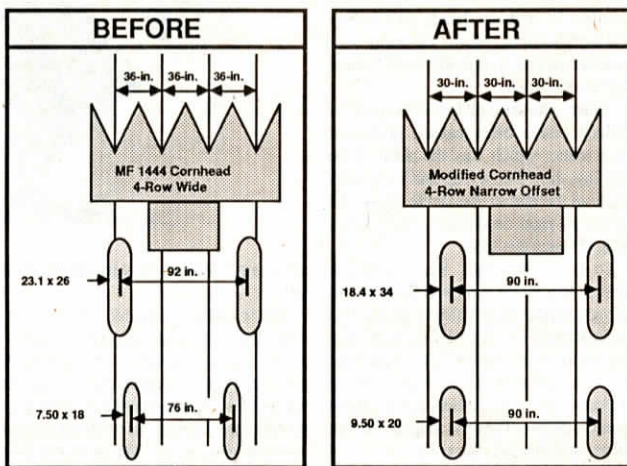 BEFORE
36-in. 36-in. 36-in.
MF 1444 Cornhead
4-Row Wide
92 in.
23.1 x 26
76 in.
7.50 x 18
AFTER
30-in. 30-in. 30-in.
Modified Cornhead
4-Row Narrow Offset
90 in.
18.4 x 34
90 in.
9.50 x 20